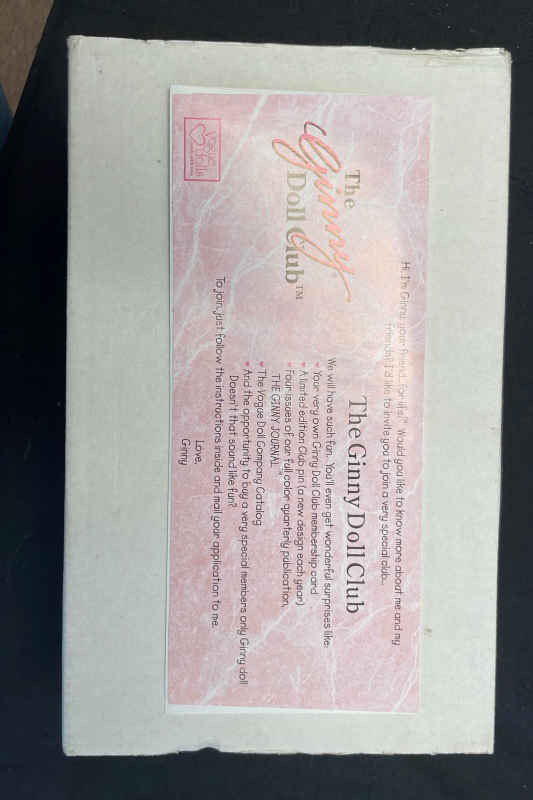 The
Ginny
Doll Club™
Vogue
dolls
Hi. I'm Ginny, your friend, for life!™ Would you like to know more about me and my
friends? I'd like to invite you to join a very special club...
The Ginny Doll Club
We will have such fun. You'll even get wonderful surprises like:
♥ Your very own Ginny Doll Club membership card
♥ A limited edition Club pin (a new design each year)
♥ Four issues of our full color quarterly publication,
THE GINNY JOURNAL™
♥ The Vogue Doll Company Catalog
♥ And the opportunity to buy a very special members only Ginny doll
Doesn't that sound like fun?
To join, just follow the instructions inside and mail your application to me.
Love,
Ginny